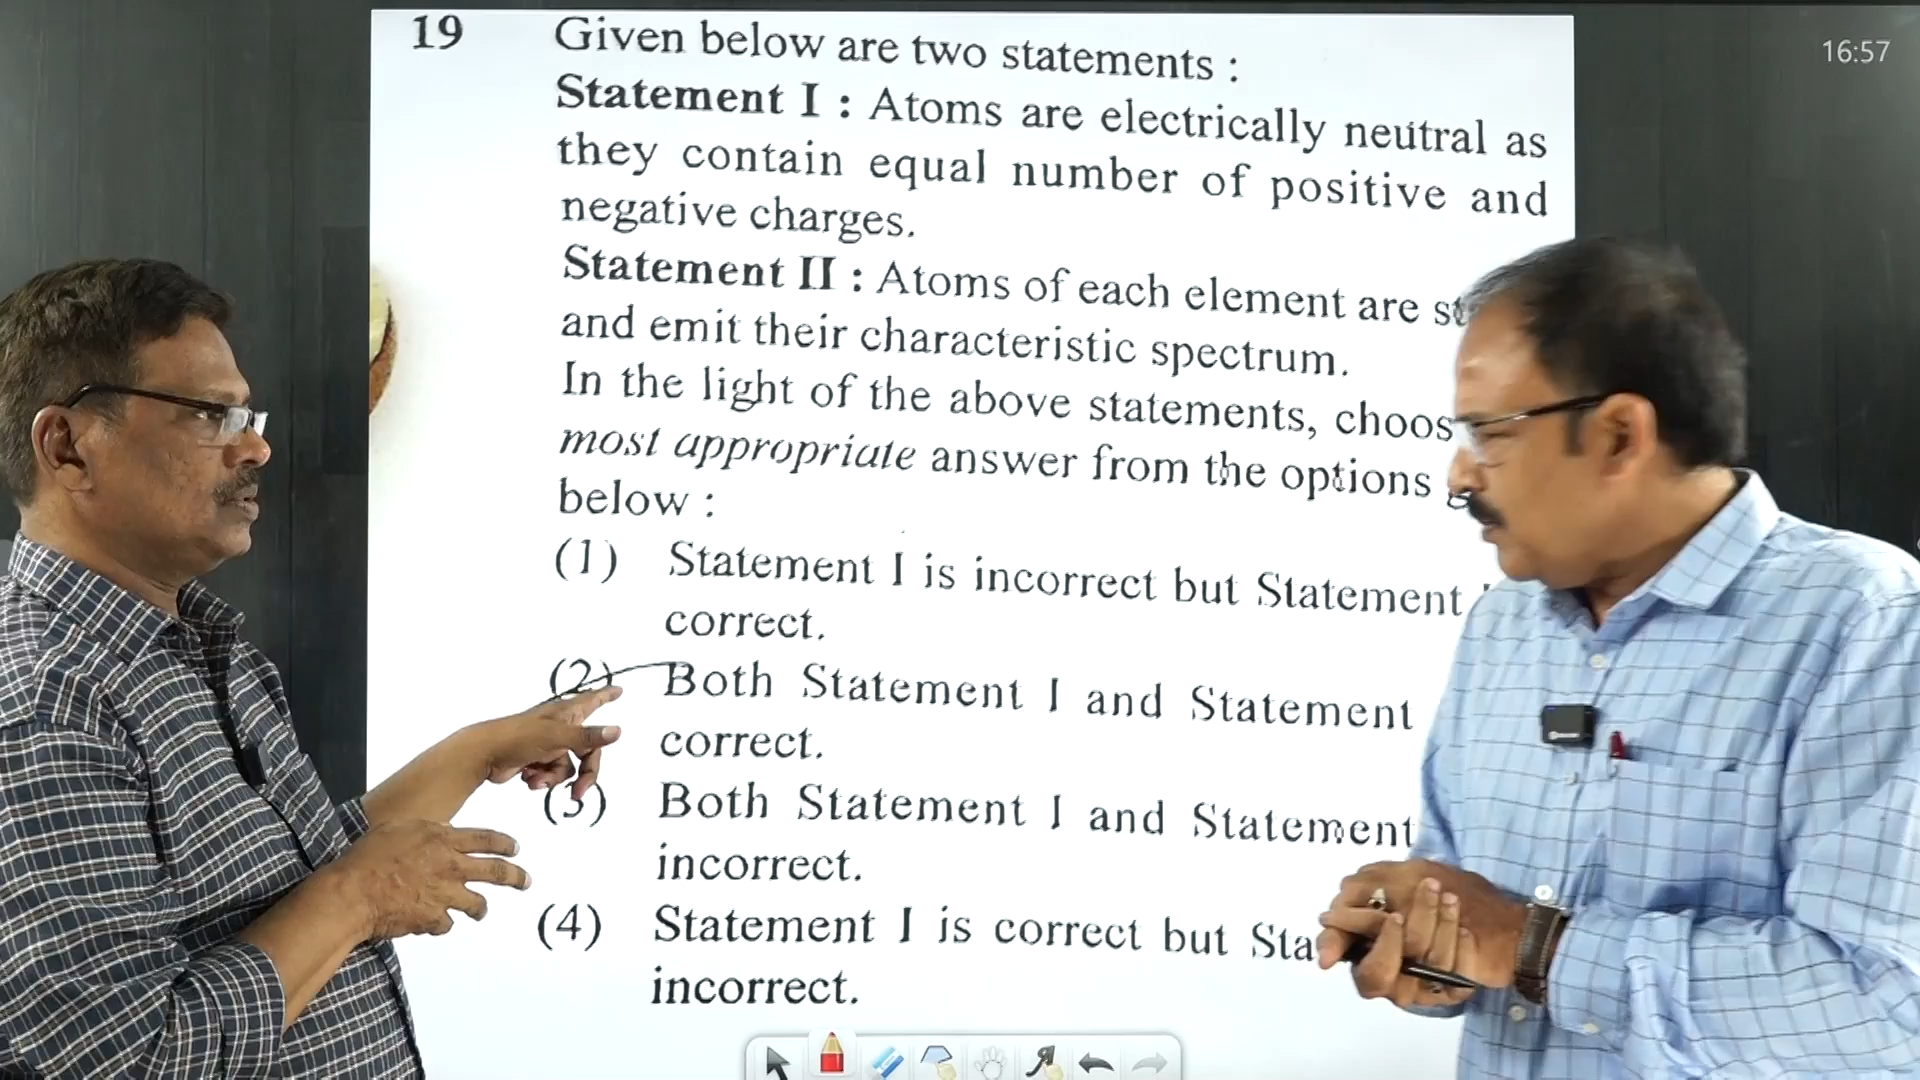 16:57
19 Given below are two statements :
Statement I : Atoms are electrically neutral as
they contain equal number of positive and
negative charges.
Statement II : Atoms of each element are
and emit their characteristic spectrum.
In the light of the above statements,
most appropriate answer from the options
below :
(1) Statement I is incorrect but Statement
correct.
(2) Both Statement I and Statement
correct.
(3) Both Statement I and Statement
incorrect.
(4) Statement I is correct but
incorrect.